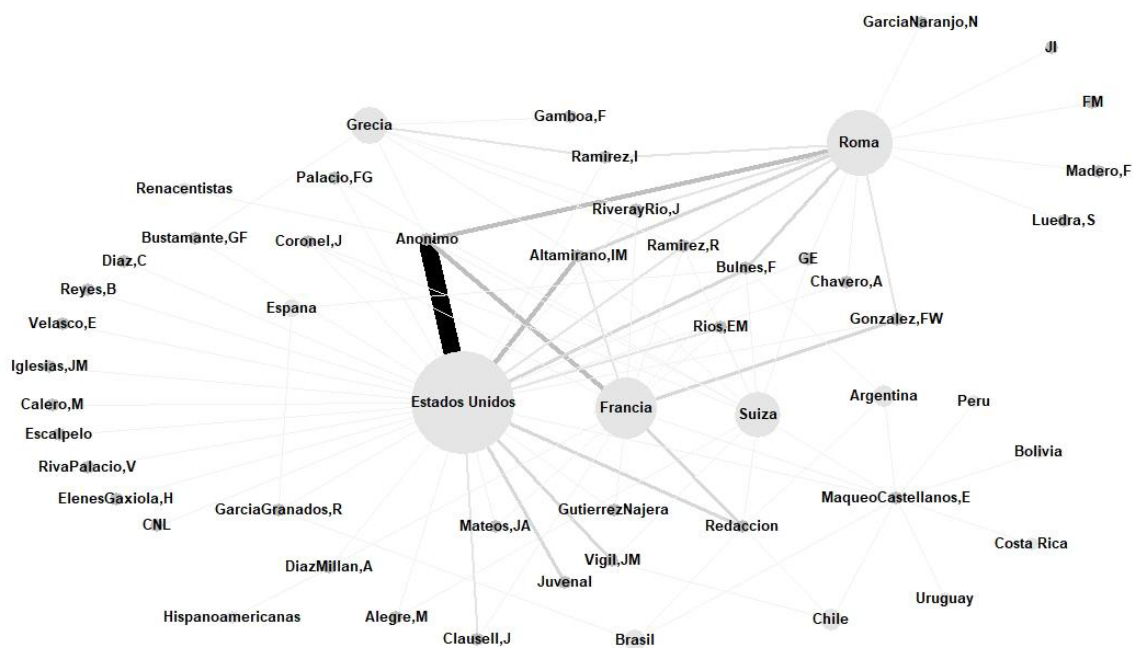 GarciaNaranjo,N
JI
FM
Gamboa,F
Grecia
Roma
Ramirez,I
Madero,F
Palacio,FG
Renacentistas
RiverayRio,J
Luedra,S
Bustamante,GF
Coronel,J
Anonimo
Ramirez,R
Altamirano,IM
GE
Diaz,C
Bulnes,F
Chavero,A
Reyes,B
Espana
Velasco,E
Rios,EM
Gonzalez,FW
Iglesias,JM
Argentina
Peru
Estados Unidos
Calero,M
Francia
Suiza
Escalpelo
Bolivia
RivaPalacio,V
ElenesGaxiola,H
MaqueoCastellanos,E
GarciaGranados,R
GutierrezNajera
CNL
Mateos,JA
Redaccion
Costa Rica
Vigil,JM
DiazMillan,A
Juvenal
Uruguay
Hispanoamericanas
Alegre,M
Chile
Clausell,J
Brasil